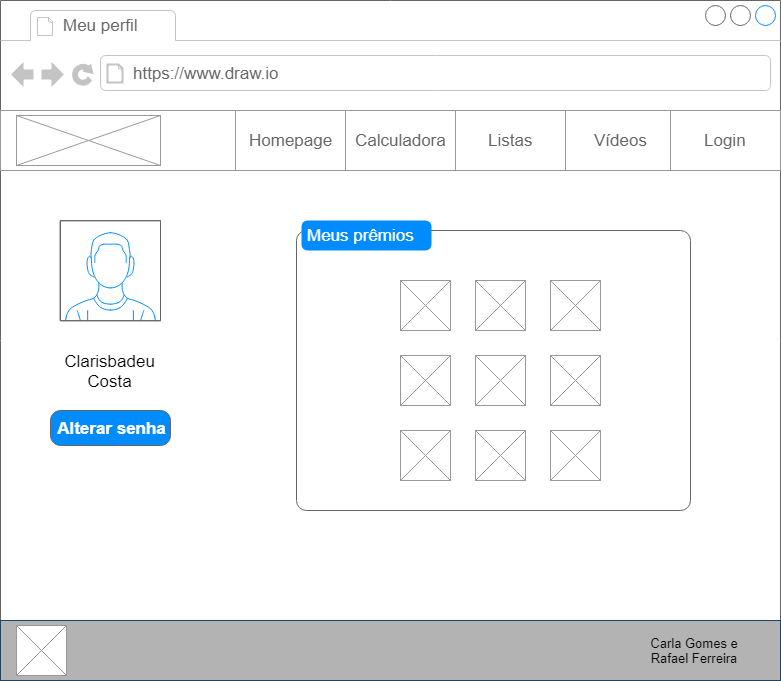 Meu perfil
https://www.draw.io
Homepage
Calculadora
Listas
Vídeos
Login
Meus prêmios
Clarisbadeu
Costa
Alterar senha
Carla Gomes e
Rafael Ferreira